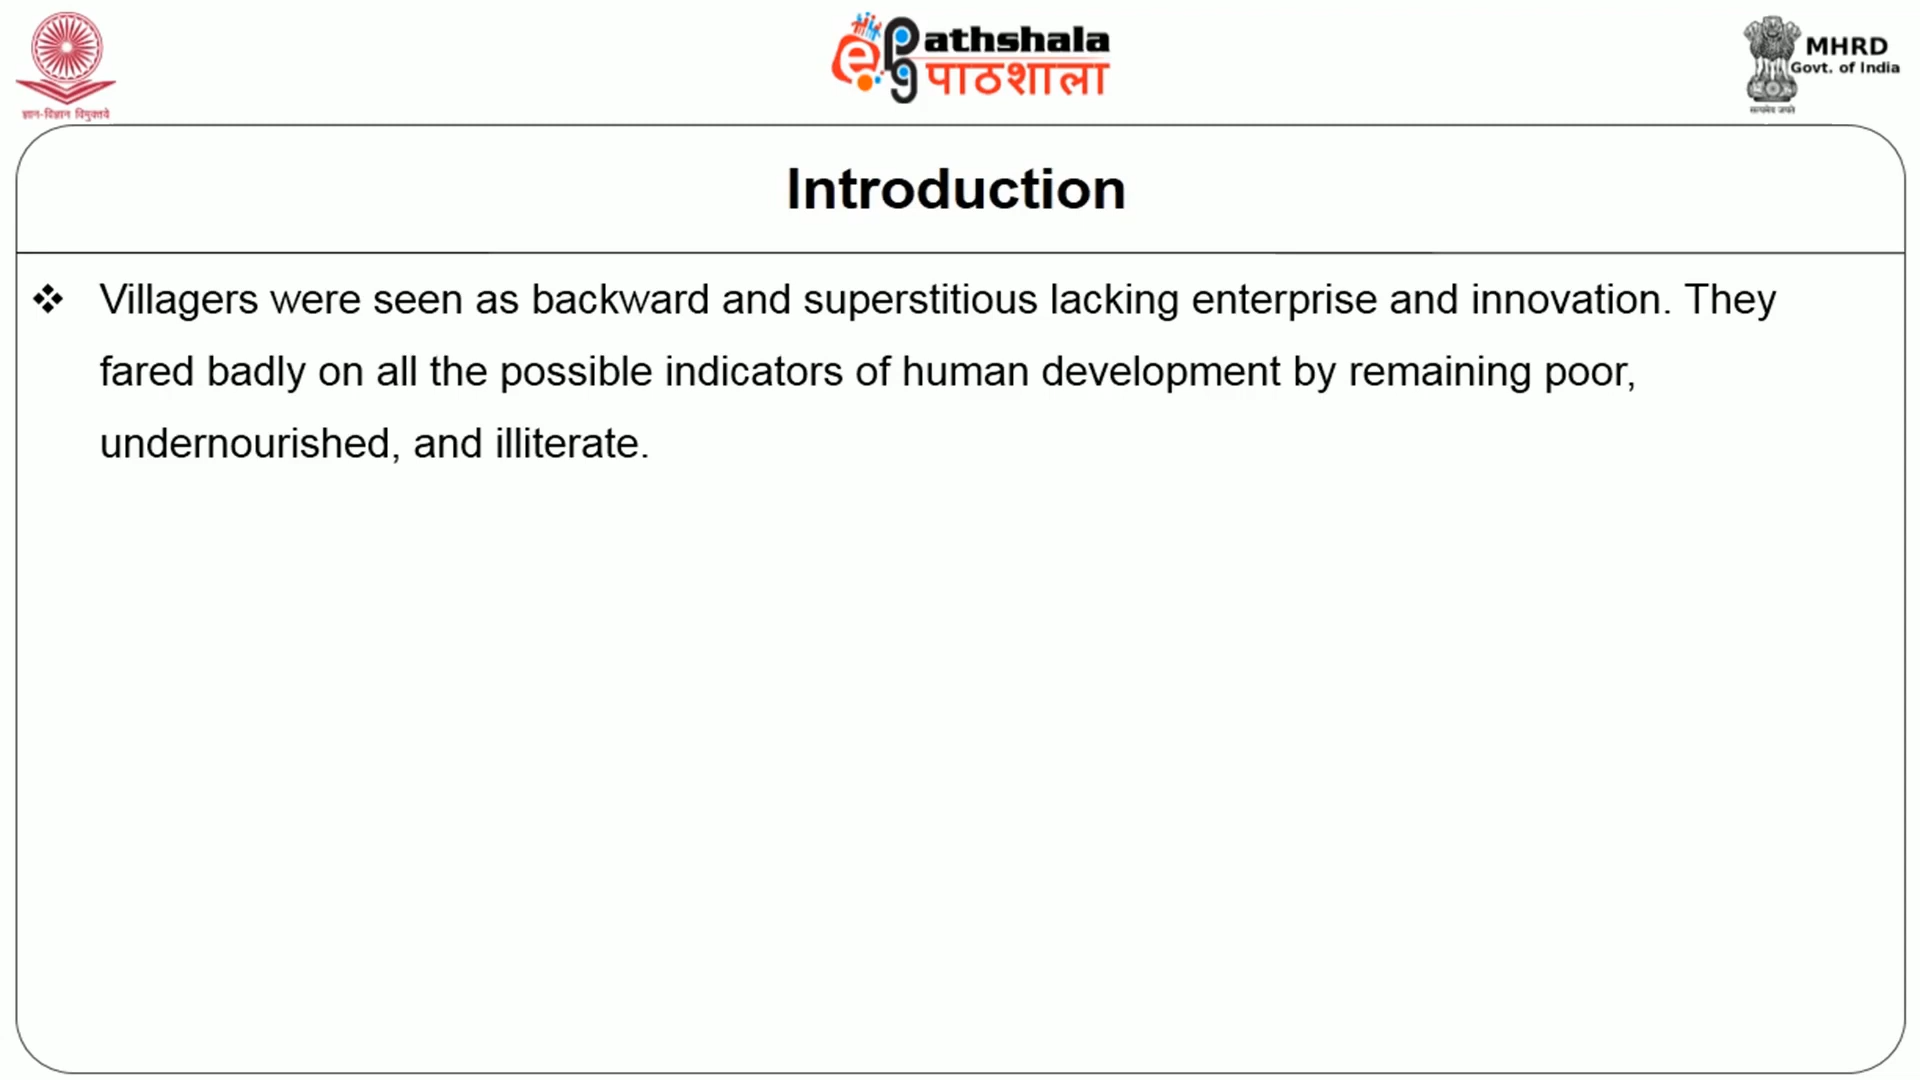 ज्ञान-विज्ञान विमुक्तये
e pg Pathshala
पाठशाला
MHRD
Govt. of India
सत्यमेव जयते
Introduction
❖ Villagers were seen as backward and superstitious lacking enterprise and innovation. They
fared badly on all the possible indicators of human development by remaining poor,
undernourished, and illiterate.